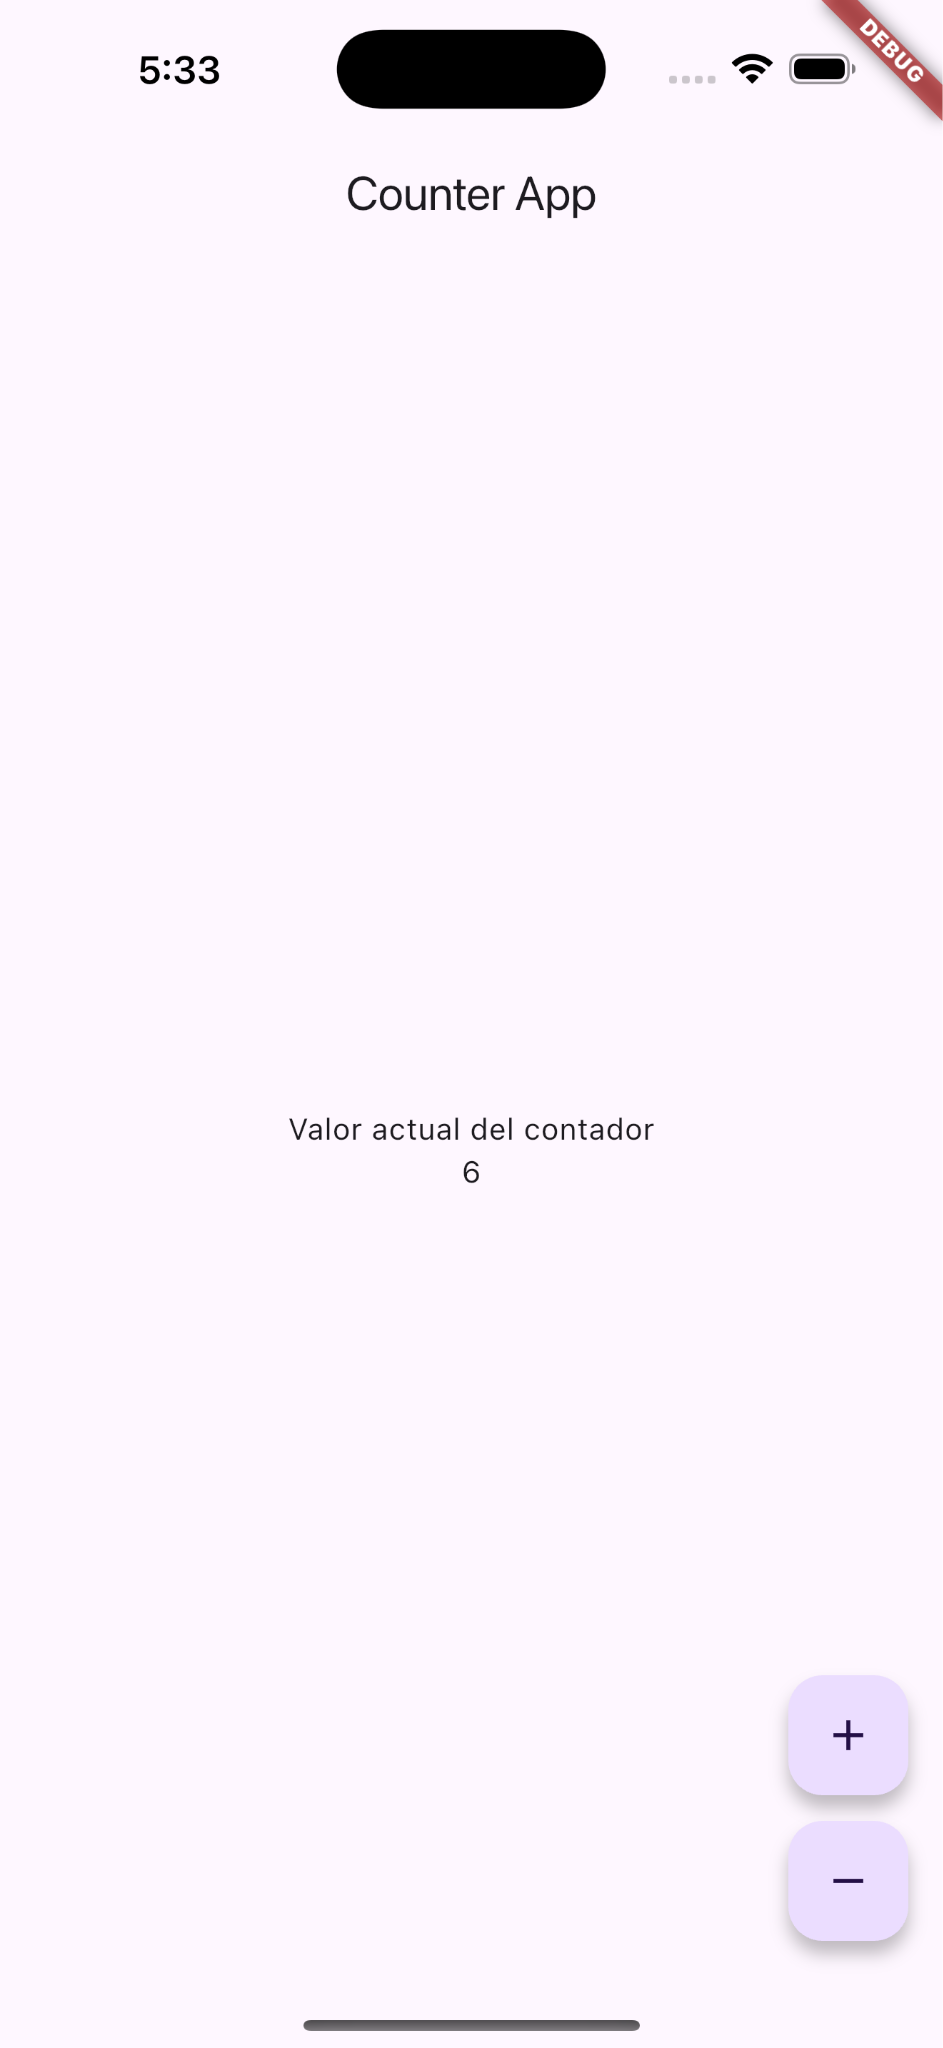 5:33
DEBUG
Counter App
Valor actual del contador
6
+
−